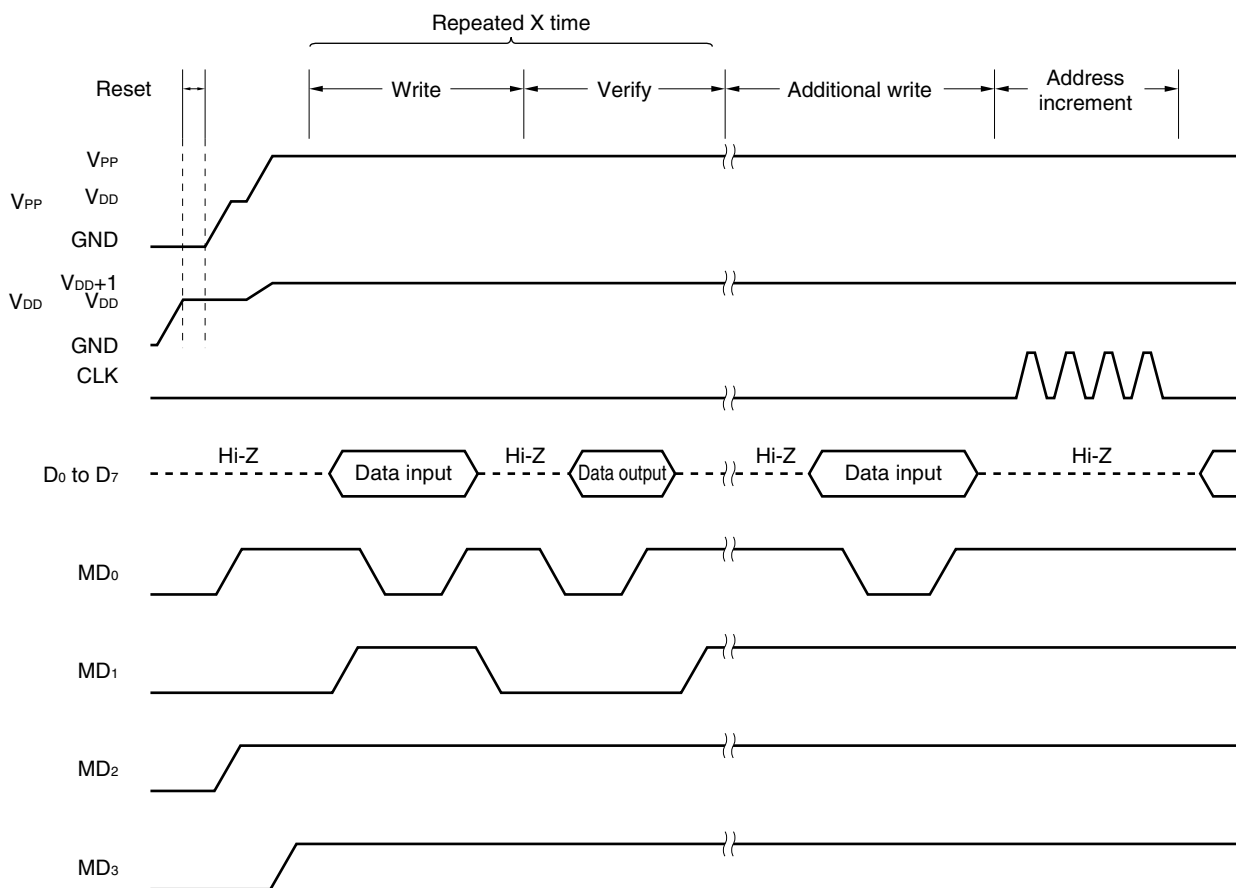 Repeated X time
Reset
Write
Verify
Additional write
Address
increment
VPP
VPP
VDD
GND
VDD+1
VDD
VDD
GND
CLK
D0 to D7
Hi-Z
Data input
Hi-Z
Data output
Hi-Z
Data input
Hi-Z
MD0
MD1
MD2
MD3